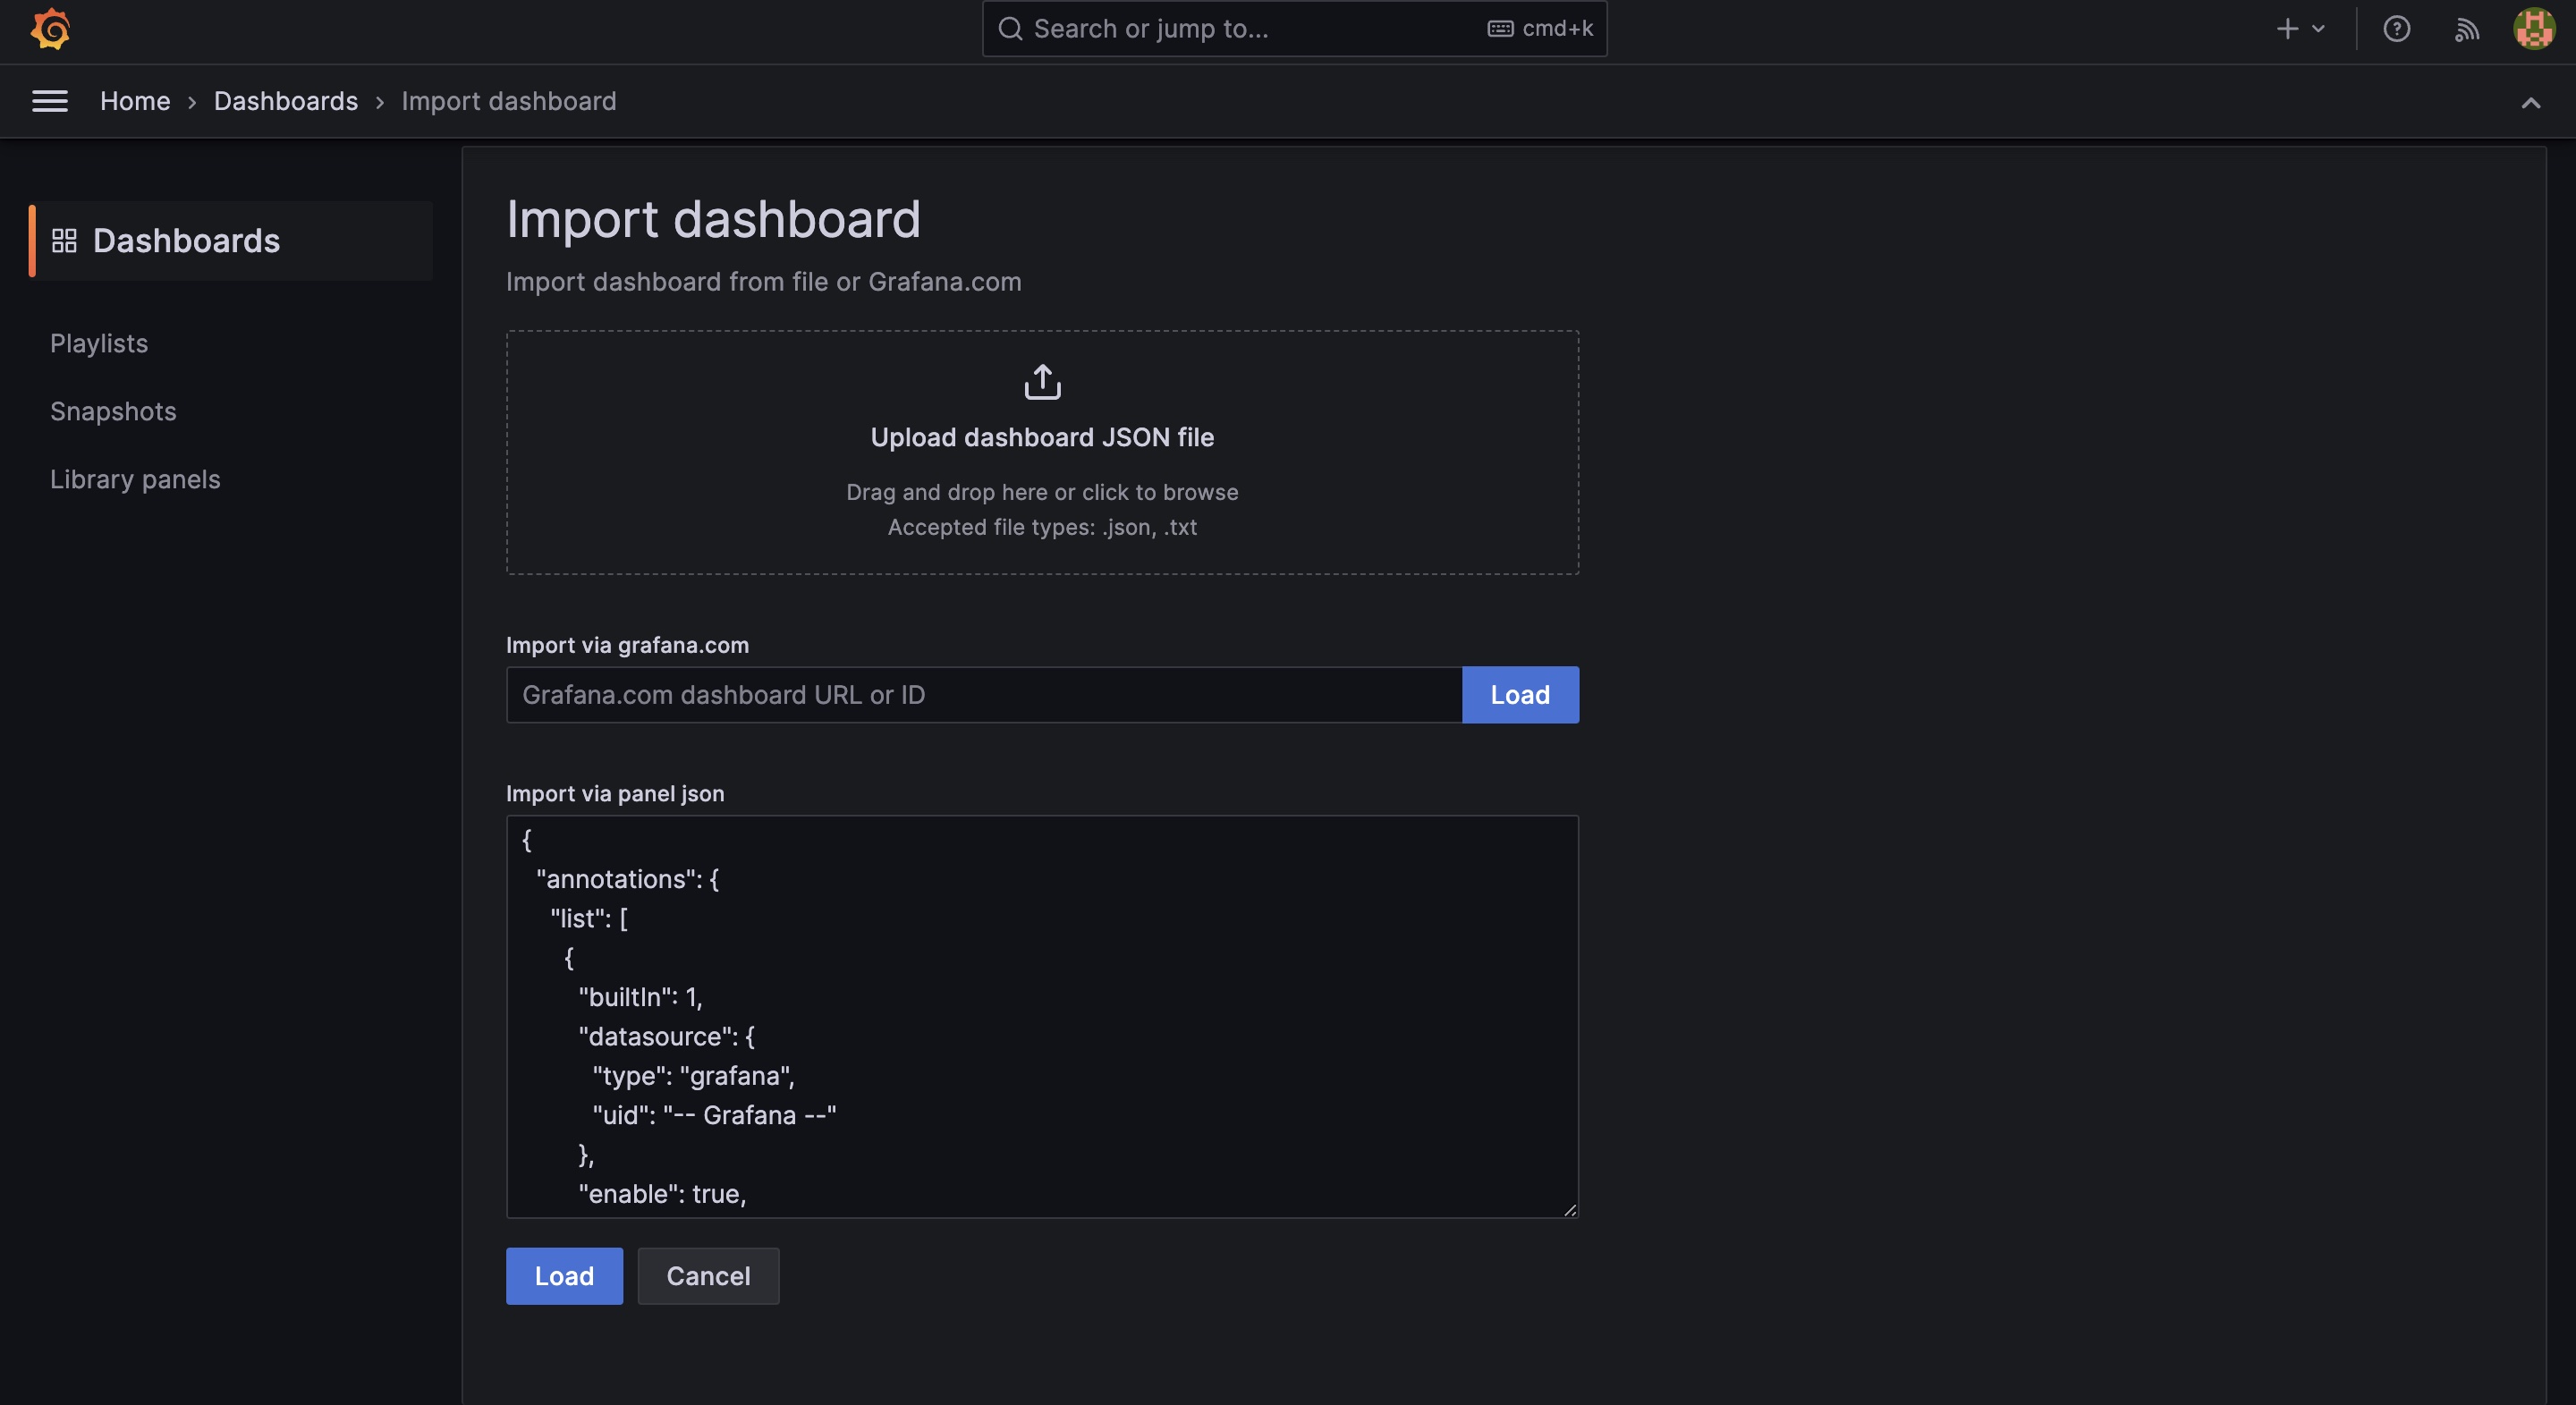 Search or jump to...
cmd+k
Home
Dashboards
Import dashboard
Dashboards
Playlists
Snapshots
Library panels
Import dashboard
Import dashboard from file or Grafana.com
Upload dashboard JSON file
Drag and drop here or click to browse
Accepted file types: .json, .txt
Import via grafana.com
Grafana.com dashboard URL or ID
Load
Import via panel json
{
"annotations": {
"list": [
{
"builtIn": 1,
"datasource": {
"type": "grafana",
"uid": "-- Grafana --"
},
"enable": true,
Load
Cancel